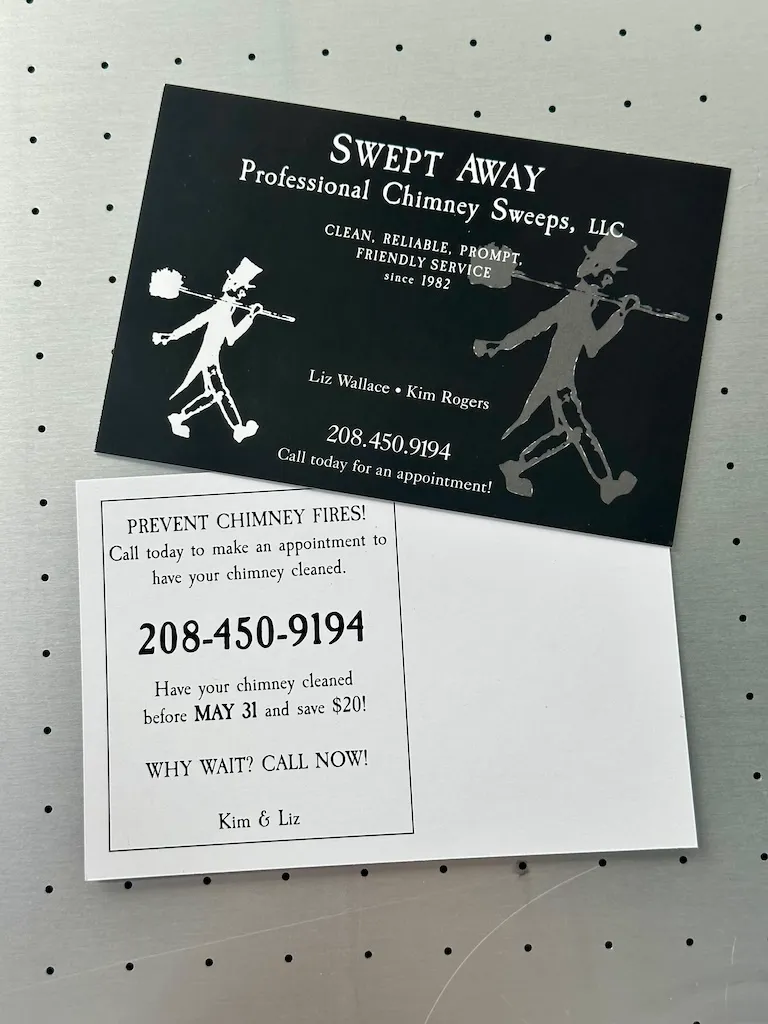 SWEPT AWAY
Professional Chimney Sweeps, LLC
CLEAN, RELIABLE, PROMPT,
FRIENDLY SERVICE
since 1982
Liz Wallace • Kim Rogers
208.450.9194
Call today for an appointment!
PREVENT CHIMNEY FIRES!
Call today to make an appointment to
have your chimney cleaned.
208-450-9194
Have your chimney cleaned
before MAY 31 and save $20!
WHY WAIT? CALL NOW!
Kim & Liz